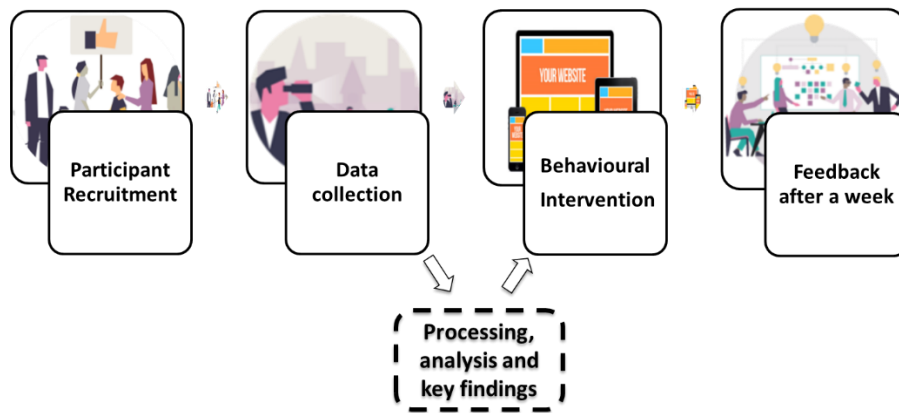 YOUR WEBSITE
Participant
Recruitment
Data
collection
Behavioural
Intervention
Feedback
after a week
Processing,
analysis and
key findings